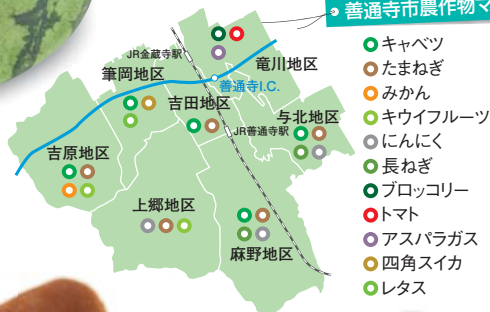 善通寺市農作物マ
JR金蔵寺駅
竜川地区
筆岡地区
善通寺I.C.
吉田地区
与北地区
JR善通寺駅
吉原地区
上郷地区
麻野地区
キャベツ
たまねぎ
みかん
キウイフルーツ
にんにく
長ねぎ
ブロッコリー
トマト
アスパラガス
四角スイカ
レタス